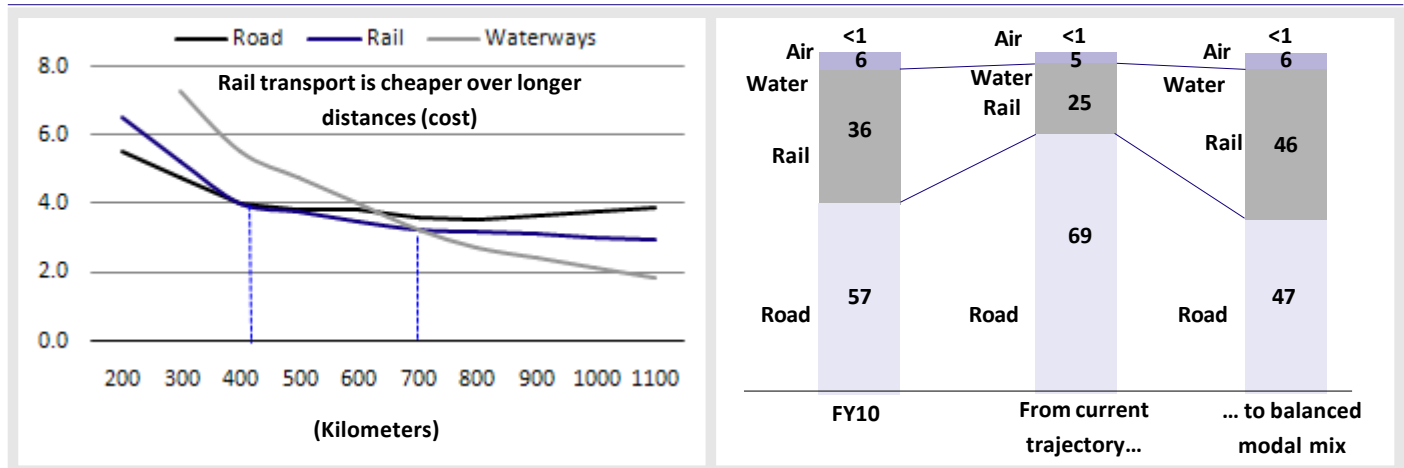 Road Rail Waterways
Rail transport is cheaper over longer
distances (cost)
8.0
6.0
4.0
2.0
0.0
200 300 400 500 600 700 800 900 1000 1100
(Kilometers)
<1 <1 <1
Air 6 Air 5 Air 6
Water Water Water
Rail 36 Rail 25 Rail 46
Road 57 Road 69 Road 47
FY10
From current
trajectory...
... to balanced
modal mix